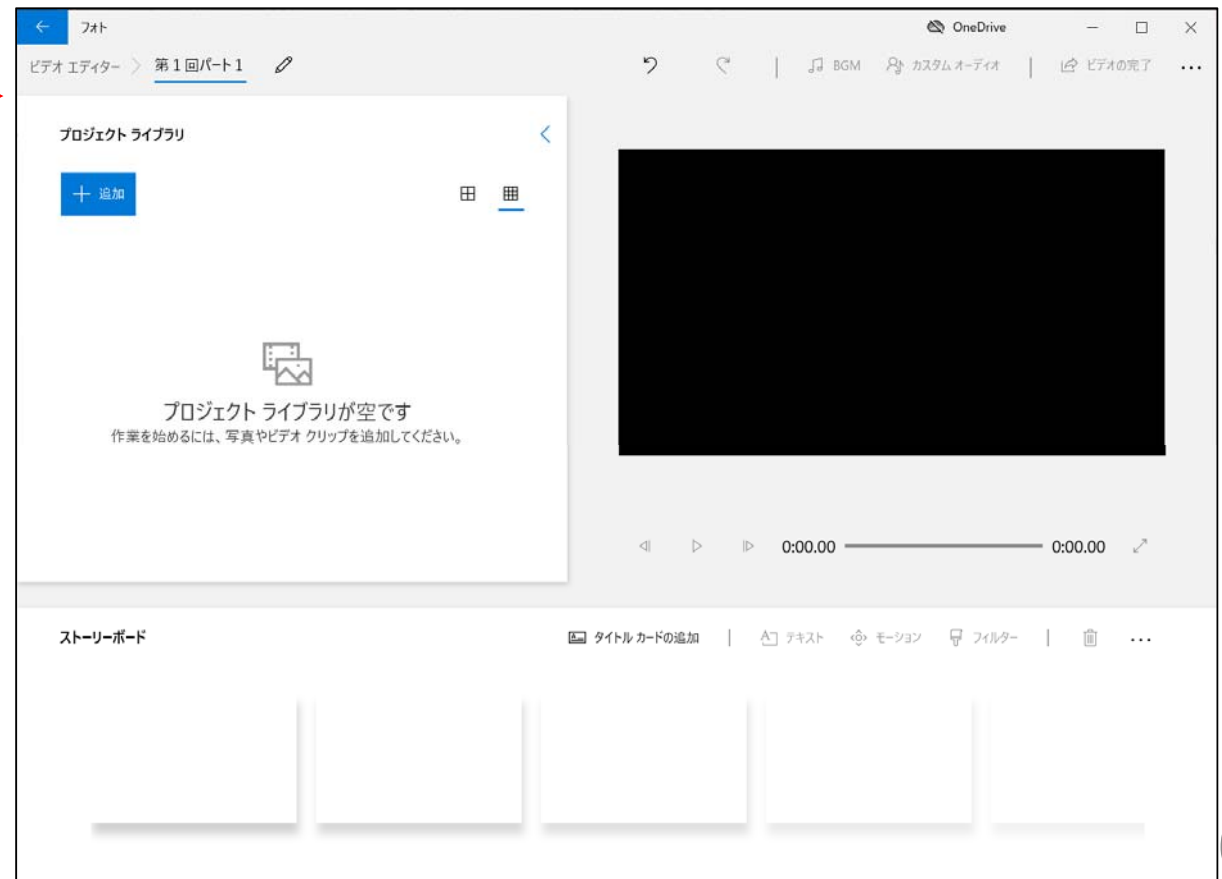 フォト
OneDrive
ビデオ エディター 第１回パート１
BGM カスタム オーディオ ビデオの完了
プロジェクト ライブラリ
追加
プロジェクト ライブラリが空です
作業を始めるには、写真やビデオ クリップを追加してください。
0:00.00 0:00.00
ストーリーボード
タイトル カードの追加 テキスト モーション フィルター